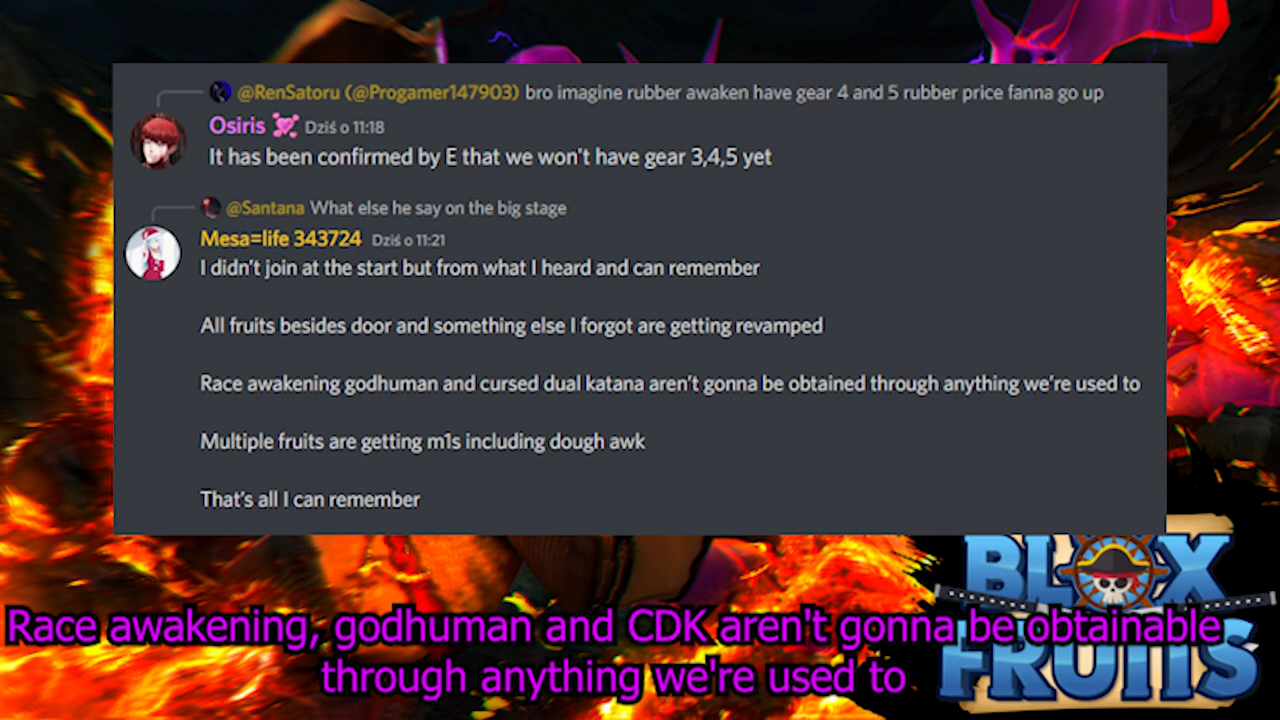 @RenSatoru (@Progamer147903) bro imagine rubber awaken have gear 4 and 5 rubber price fanna go up
Osiris Dziś o 11:18
It has been confirmed by E that we won't have gear 3,4,5 yet
@Santana What else he say on the big stage
Mesa=life 343724 Dziś o 11:21
I didn't join at the start but from what I heard and can remember
All fruits besides door and something else I forgot are getting revamped
Race awakening godhuman and cursed dual katana aren't gonna be obtained through anything we're used to
Multiple fruits are getting m1s including dough awk
That's all I can remember
BLOX
FRUITS
Race awakening, godhuman and CDK aren't gonna be obtainable
through anything we're used to